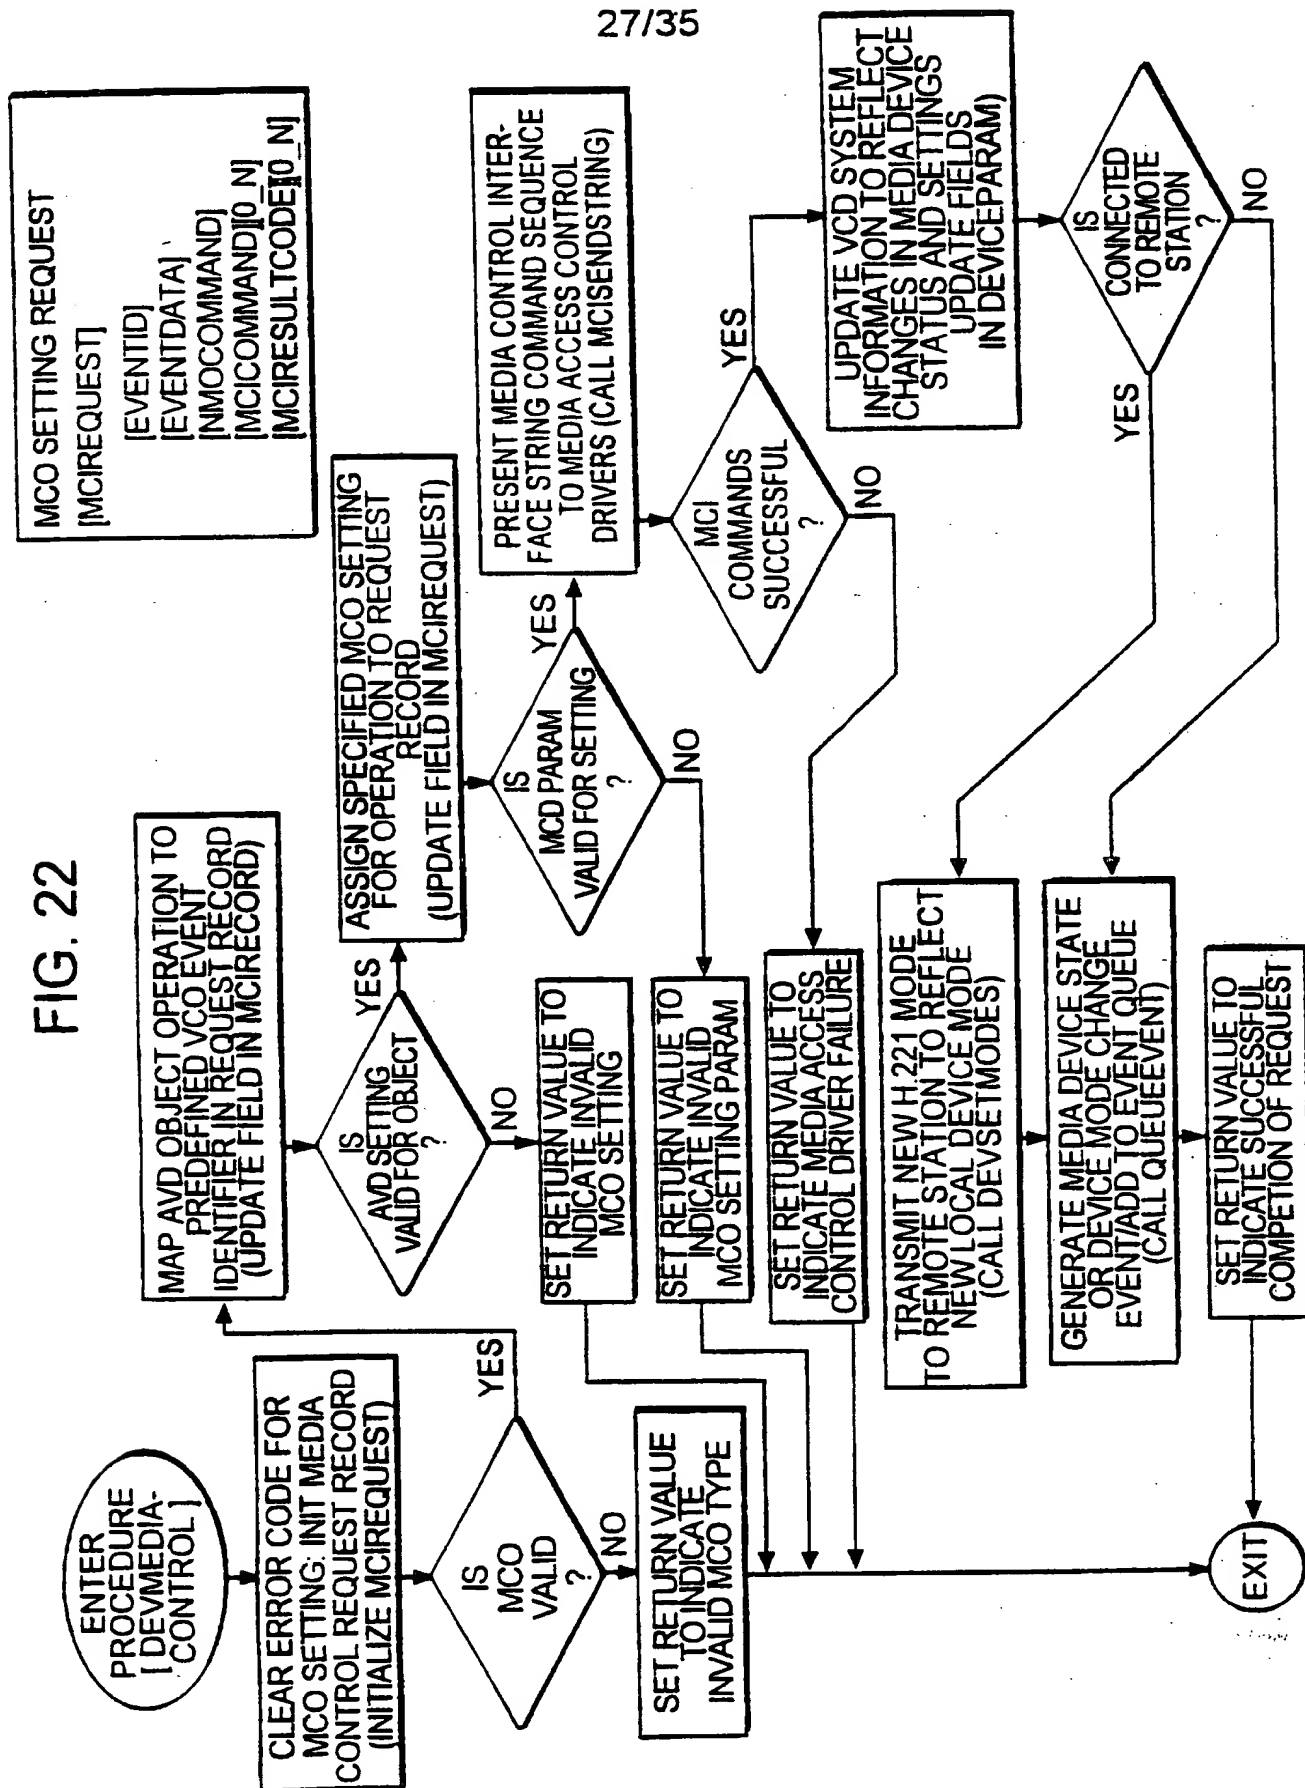 27/35
FIG. 22
MCO SETTING REQUEST
[MCIREQUEST]
[EVENTID]
[EVENTDATA]
[NMOCOMMAND]
[MCICOMMAND][0_N]
[MCIRESULTCODE][0_N]
ENTER
PROCEDURE
[ DEVMEDIA-
CONTROL ]
CLEAR ERROR CODE FOR
MCO SETTING: INIT MEDIA
CONTROL REQUEST RECORD
(INITIALIZE MCIREQUEST)
IS
MCO
VALID
?
YES
NO
SET RETURN VALUE
TO INDICATE
INVALID MCO TYPE
MAP AVD OBJECT OPERATION TO
PREDEFINED VCO EVENT
IDENTIFIER IN REQUEST RECORD
(UPDATE FIELD IN MCIRECORD)
IS
AVD SETTING
VALID FOR OBJECT
?
YES
NO
SET RETURN VALUE TO
INDICATE INVALID
MCO SETTING
ASSIGN SPECIFIED MCO SETTING
FOR OPERATION TO REQUEST
RECORD
(UPDATE FIELD IN MCIREQUEST)
IS
MCD PARAM
VALID FOR SETTING
?
YES
NO
SET RETURN VALUE TO
INDICATE INVALID
MCO SETTING PARAM
PRESENT MEDIA CONTROL INTER-
FACE STRING COMMAND SEQUENCE
TO MEDIA ACCESS CONTROL
DRIVERS (CALL MCISENDSTRING)
MCI
COMMANDS
SUCCESSFUL
?
YES
NO
SET RETURN VALUE TO
INDICATE MEDIA ACCESS
CONTROL DRIVER FAILURE
UPDATE VCD SYSTEM
INFORMATION TO REFLECT
CHANGES IN MEDIA DEVICE
STATUS AND SETTINGS
UPDATE FIELDS
IN DEVICEPARAM)
IS
CONNECTED
TO REMOTE
STATION
?
YES
NO
TRANSMIT NEW H.221 MODE
TO REMOTE STATION TO REFLECT
NEW LOCAL DEVICE MODE
(CALL DEVSETMODES)
GENERATE MEDIA DEVICE STATE
OR DEVICE MODE CHANGE
EVENT/ADD TO EVENT QUEUE
(CALL QUEUEEVENT)
SET RETURN VALUE TO
INDICATE SUCCESSFUL
COMPETION OF REQUEST
EXIT